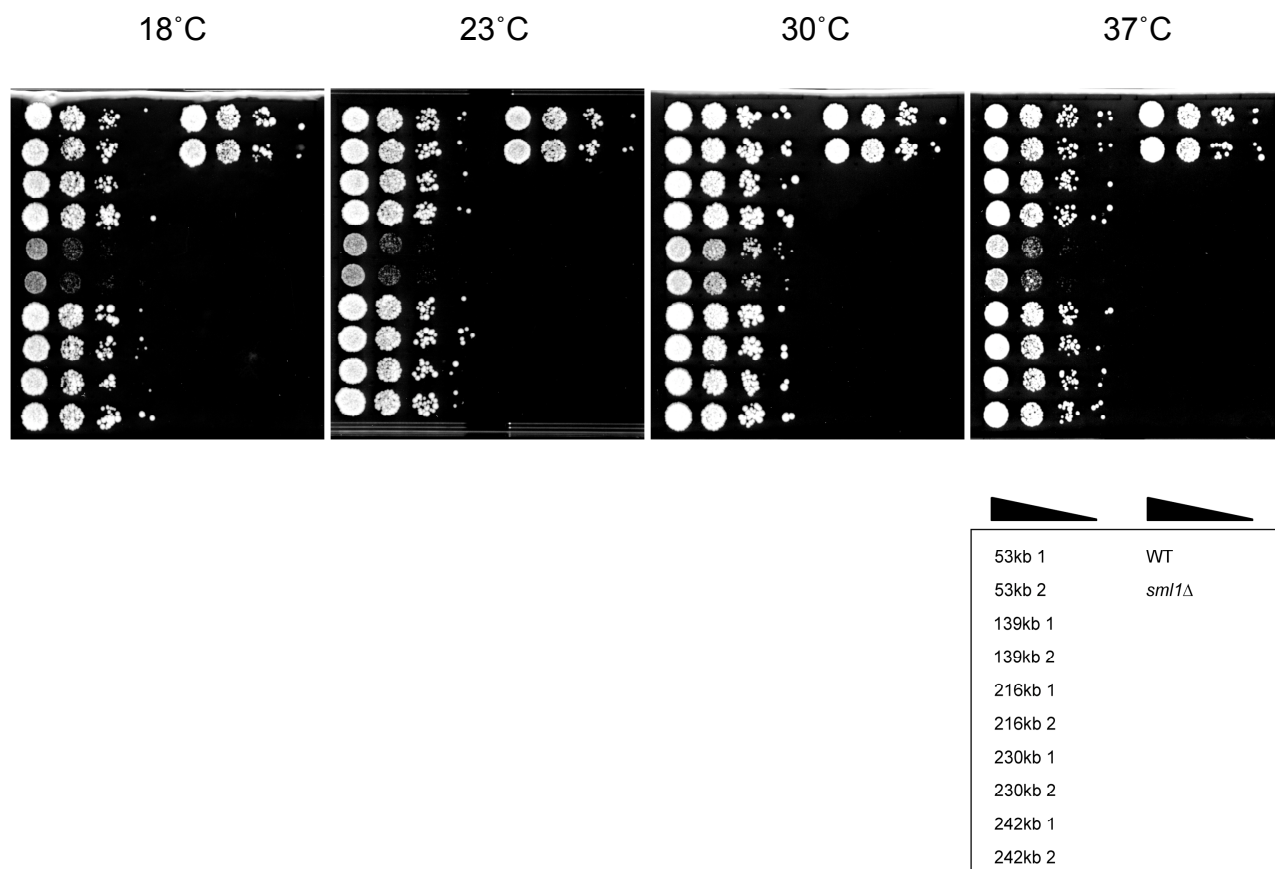 18˚C 23˚C 30˚C 37˚C
53kb 1 WT
53kb 2 sml1Δ
139kb 1
139kb 2
216kb 1
216kb 2
230kb 1
230kb 2
242kb 1
242kb 2